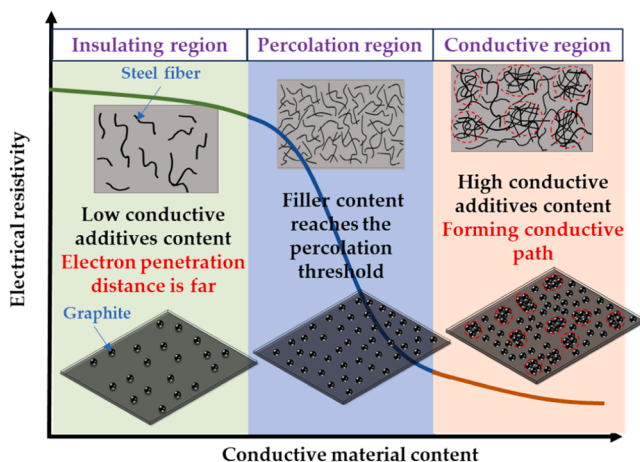 Insulating region
Percolation region
Conductive region
Steel fiber
Low conductive
additives content
Electron penetration
distance is far
Filler content
reaches the
percolation
threshold
High conductive
additives content
Forming conductive
path
Graphite
Electrical resistivity
Conductive material content